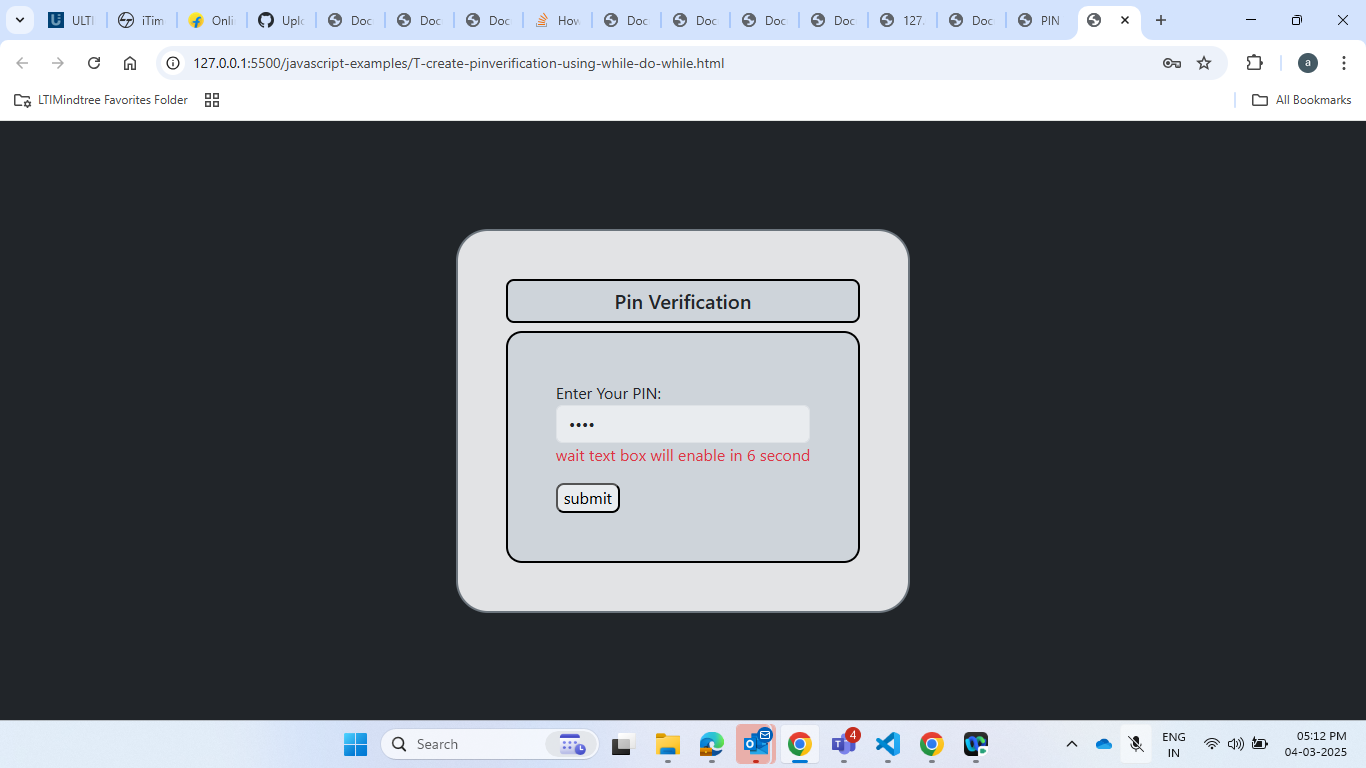 ULTI
iTim
Onli
Uplo
Doc
Doc
Doc
How
Doc
Doc
Doc
Doc
127.
Doc
PIN
127.0.0.1:5500/javascript-examples/T-create-pinverification-using-while-do-while.html
a
LTIMindtree Favorites Folder
All Bookmarks
Pin Verification
Enter Your PIN:
••••
wait text box will enable in 6 second
submit
Search
4
ENG
IN
05:12 PM
04-03-2025